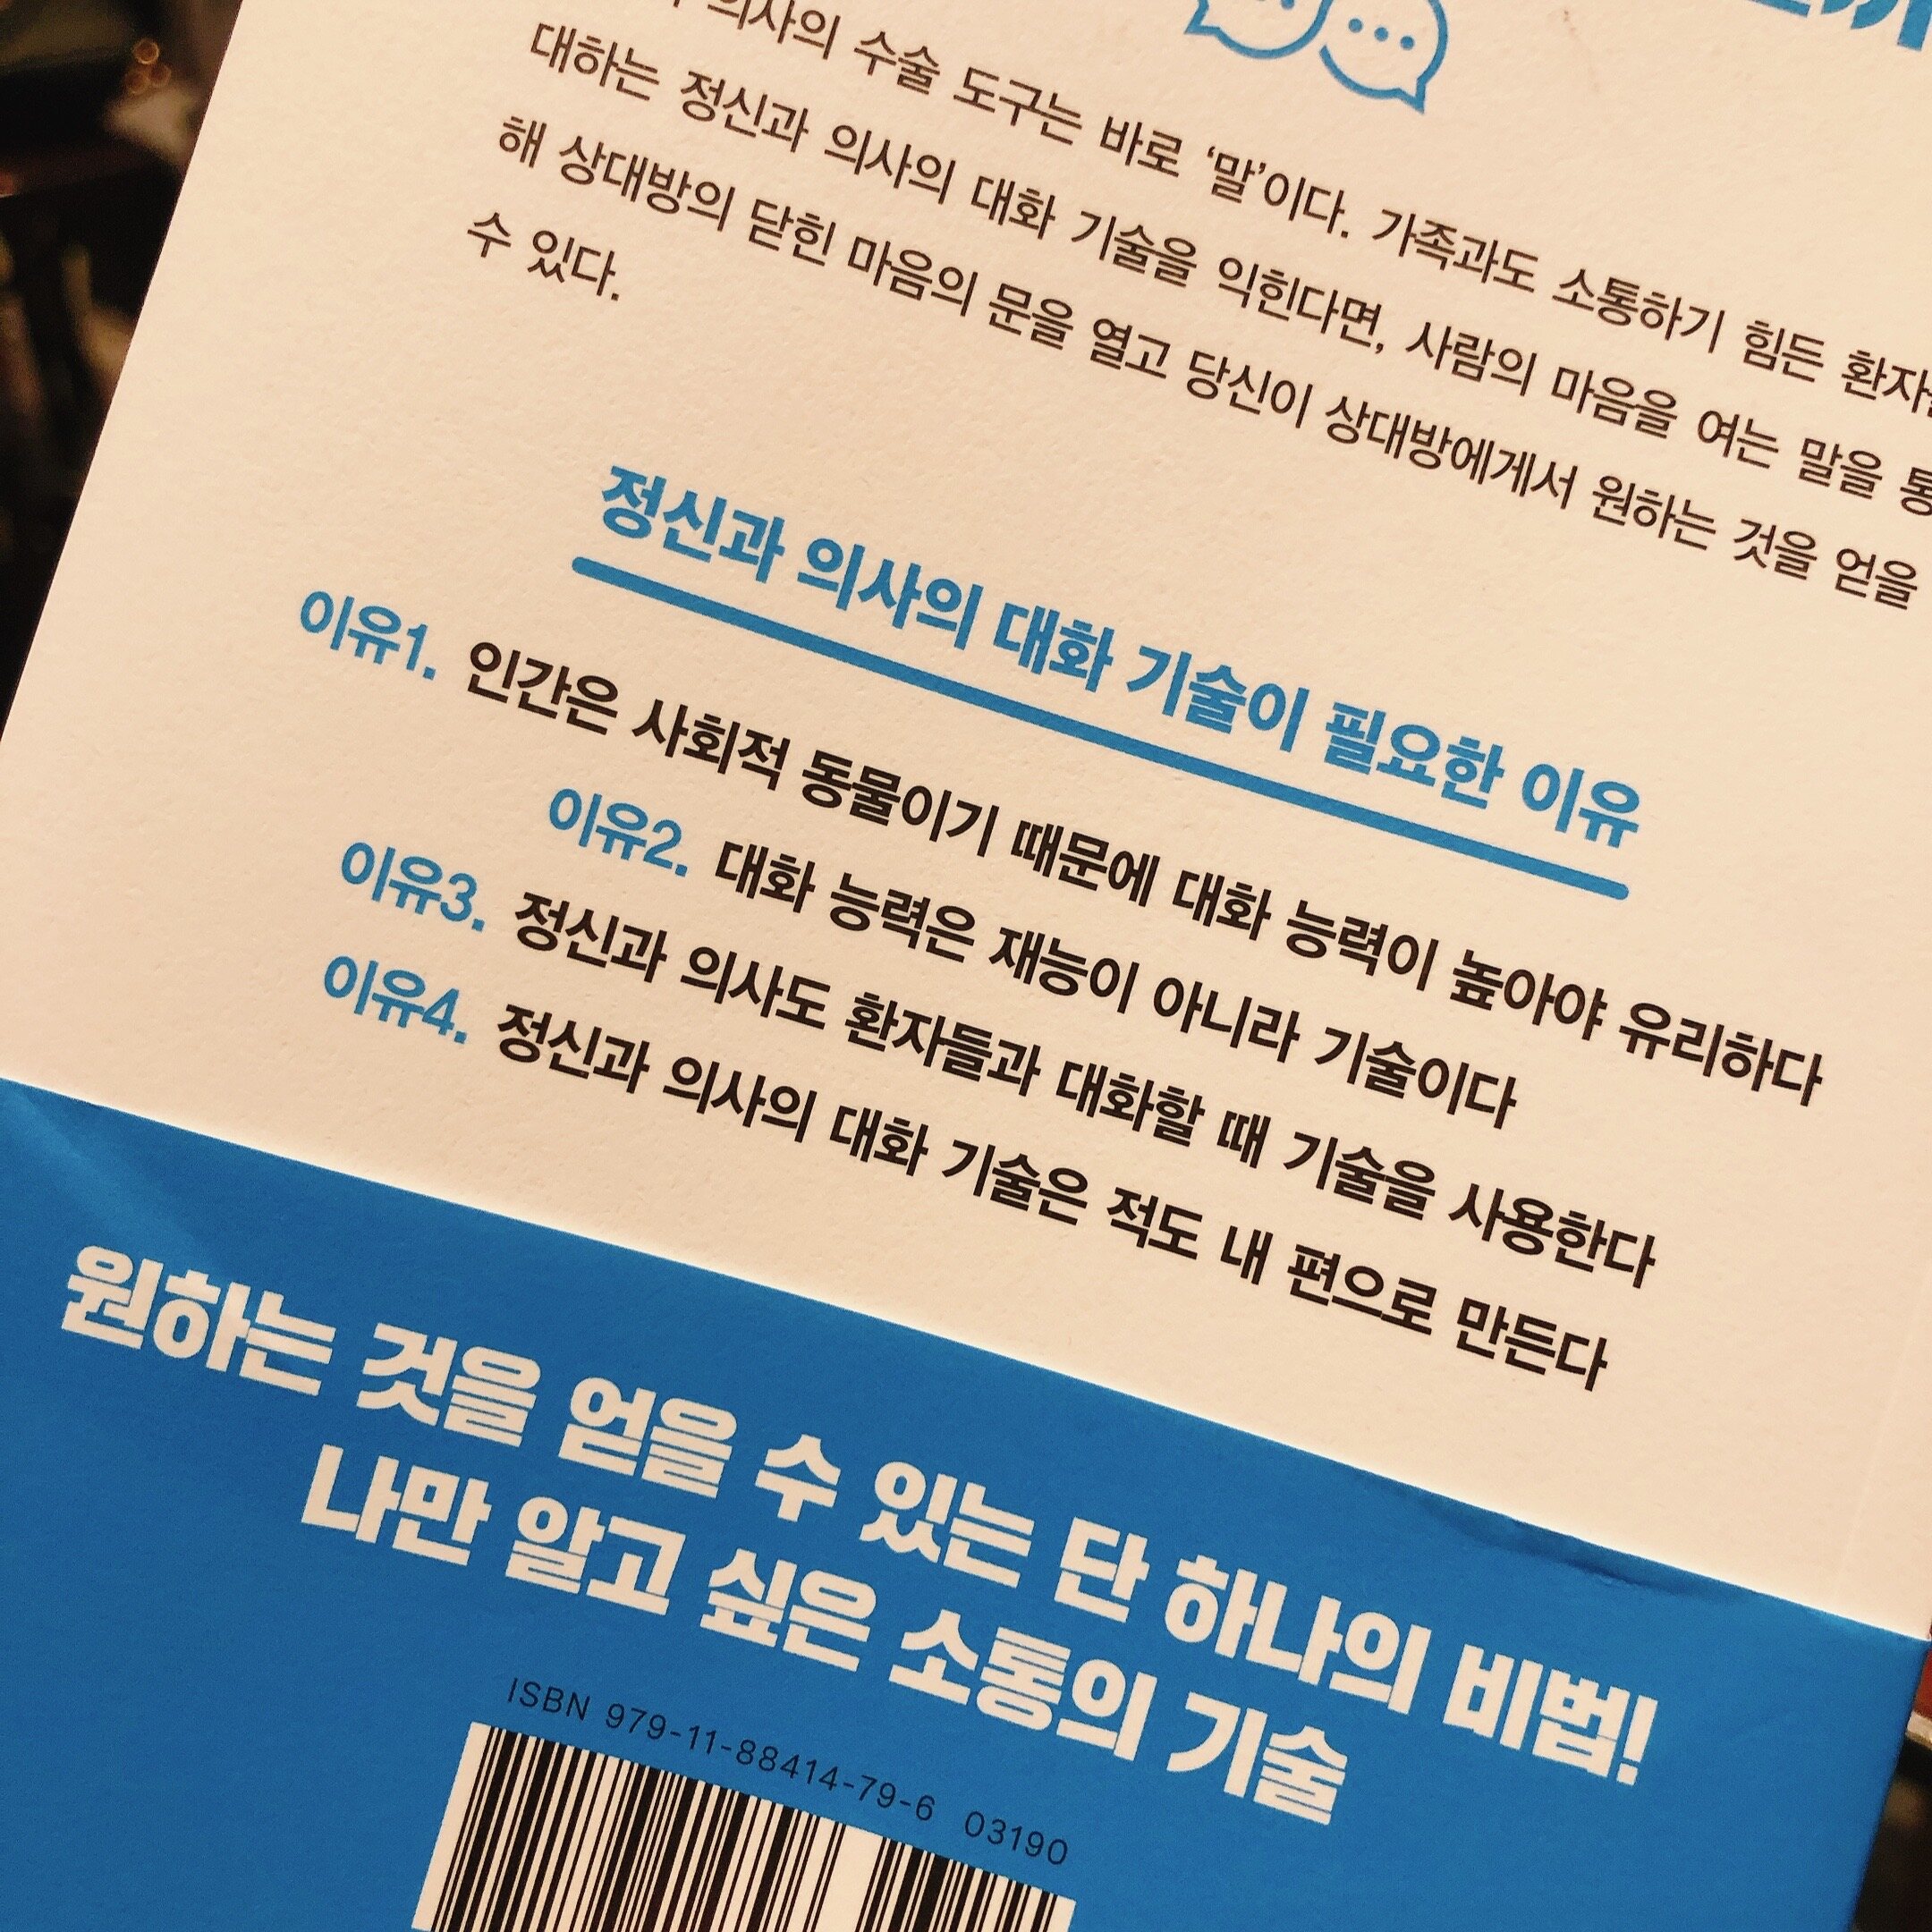 의사의 수술 도구는 바로 ‘말’이다. 가족과도 소통하기 힘든
대하는 정신과 의사의 대화 기술을 익힌다면, 사람의 마음을 여는 말을
해 상대방의 닫힌 마음의 문을 열고 당신이 상대방에게서 원하는 것을 얻을
수 있다.
정신과 의사의 대화 기술이 필요한 이유
이유1. 인간은 사회적 동물이기 때문에 대화 능력이 높아야 유리하다
이유2. 대화 능력은 재능이 아니라 기술이다
이유3. 정신과 의사도 환자들과 대화할 때 기술을 사용한다
이유4. 정신과 의사의 대화 기술은 적도 내 편으로 만든다
원하는 것을 얻을 수 있는 단 하나의 비법!
나만 알고 싶은 소통의 기술
ISBN 979-11-88414-79-6 03190